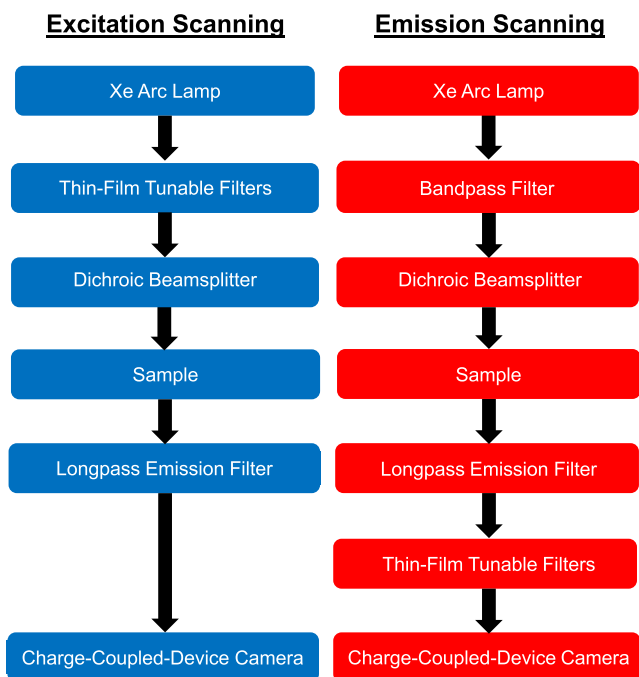 Excitation Scanning
Xe Arc Lamp
Thin-Film Tunable Filters
Dichroic Beamsplitter
Sample
Longpass Emission Filter
Charge-Coupled-Device Camera
Emission Scanning
Xe Arc Lamp
Bandpass Filter
Dichroic Beamsplitter
Sample
Longpass Emission Filter
Thin-Film Tunable Filters
Charge-Coupled-Device Camera